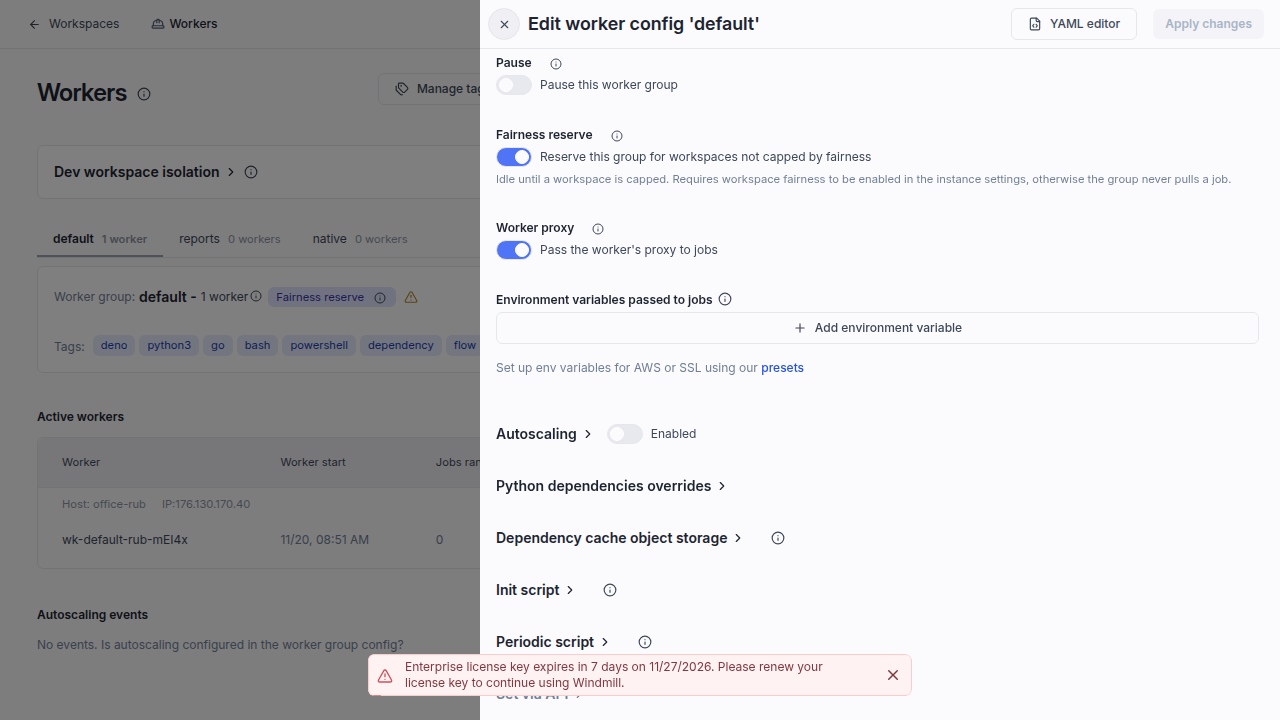 Workspaces
Workers
Edit worker config 'default'
YAML editor
Apply changes
Workers
Manage tag
Dev workspace isolation
default 1 worker
reports 0 workers
native 0 workers
Worker group: default - 1 worker
Fairness reserve
Tags: deno python3 go bash powershell dependency flow
Active workers
Worker
Worker start
Jobs ran
Host: office-rub IP:176.130.170.40
wk-default-rub-mEI4x
11/20, 08:51 AM
0
Autoscaling events
No events. Is autoscaling configured in the worker group config?
Pause
Pause this worker group
Fairness reserve
Reserve this group for workspaces not capped by fairness
Idle until a workspace is capped. Requires workspace fairness to be enabled in the instance settings, otherwise the group never pulls a job.
Worker proxy
Pass the worker's proxy to jobs
Environment variables passed to jobs
Add environment variable
Set up env variables for AWS or SSL using our presets
Autoscaling
Enabled
Python dependencies overrides
Dependency cache object storage
Init script
Periodic script
Enterprise license key expires in 7 days on 11/27/2026. Please renew your
license key to continue using Windmill.